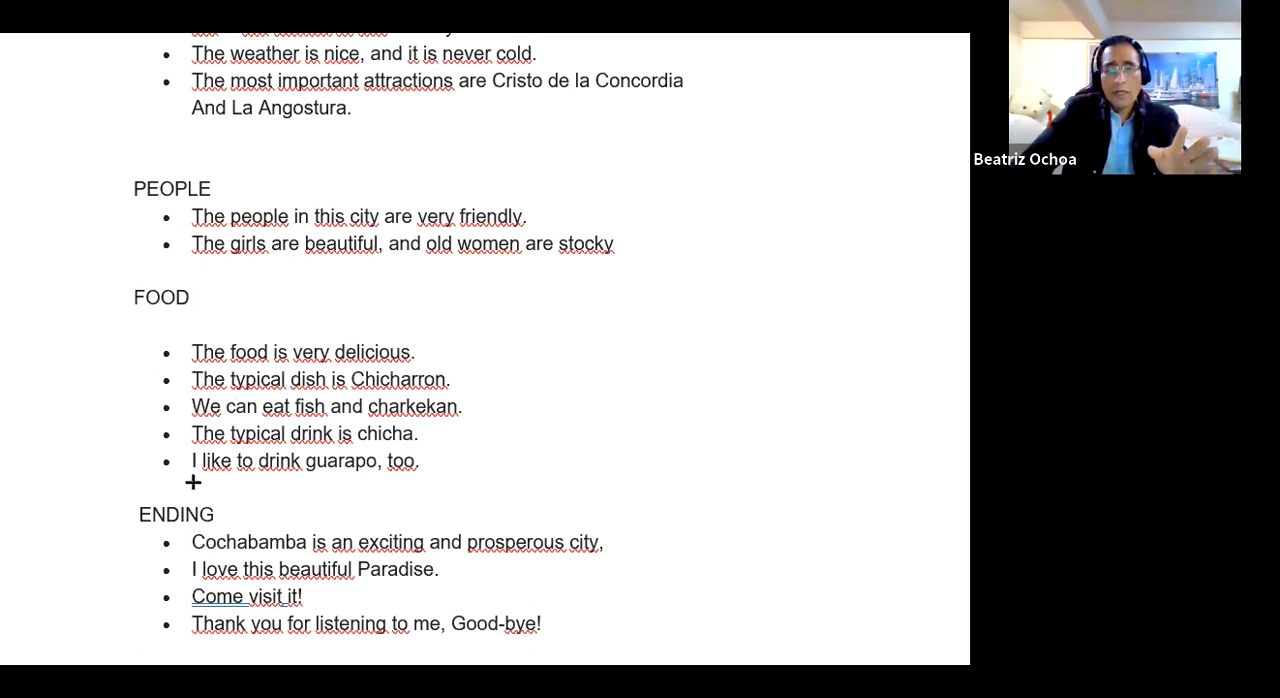 The weather is nice, and it is never cold.
The most important attractions are Cristo de la Concordia
And La Angostura.
Beatriz Ochoa
PEOPLE
The people in this city are very friendly.
The girls are beautiful, and old women are stocky
FOOD
The food is very delicious.
The typical dish is Chicharron.
We can eat fish and charkekan.
The typical drink is chicha.
I like to drink guarapo, too.
ENDING
Cochabamba is an exciting and prosperous city,
I love this beautiful Paradise.
Come visit it!
Thank you for listening to me, Good-bye!